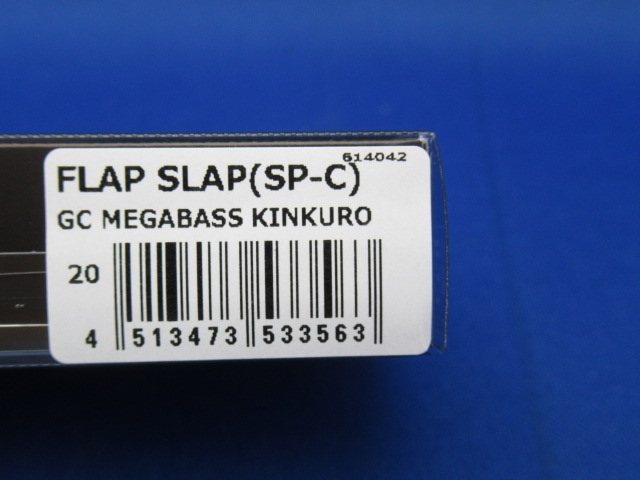 614042
FLAP SLAP(SP-C)
GC MEGABASS KINKURO
20
4 513473 533563